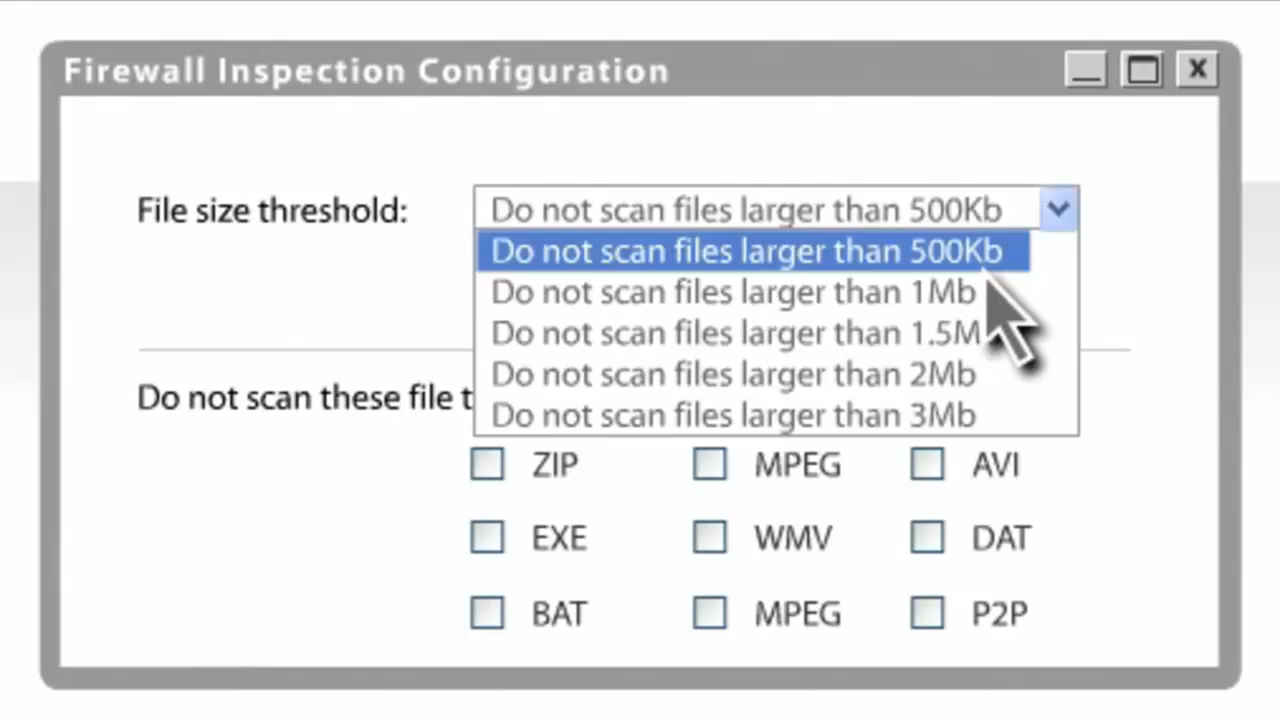 Firewall Inspection Configuration
File size threshold:
Do not scan files larger than 500Kb
Do not scan files larger than 500Kb
Do not scan files larger than 1Mb
Do not scan files larger than 1.5M
Do not scan files larger than 2Mb
Do not scan files larger than 3Mb
Do not scan these file t
ZIP MPEG AVI
EXE WMV DAT
BAT MPEG P2P